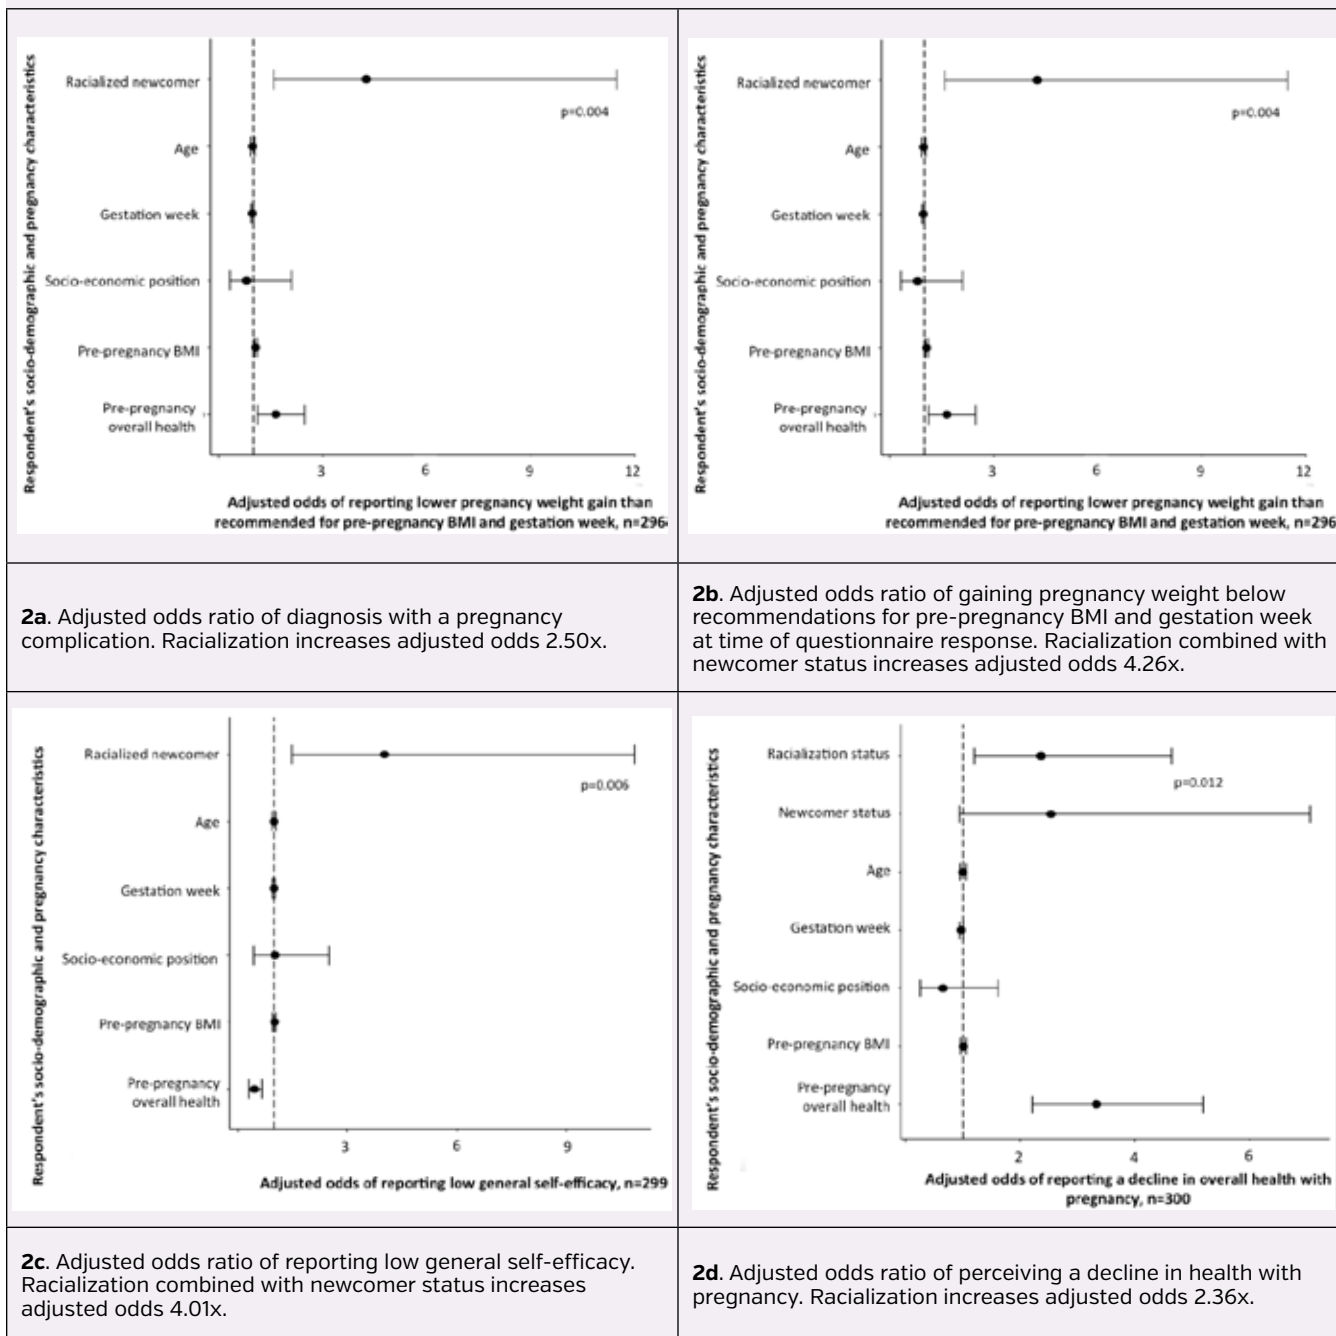 Respondent's socio-demographic and pregnancy characteristics
Racialized newcomer
p=0.004
Age
Gestation week
Socio-economic position
Pre-pregnancy BMI
Pre-pregnancy
overall health
3 6 9 12
Adjusted odds of reporting lower pregnancy weight gain than
recommended for pre-pregnancy BMI and gestation week, n=296
Respondent's socio-demographic and pregnancy characteristics
Racialized newcomer
p=0.004
Age
Gestation week
Socio-economic position
Pre-pregnancy BMI
Pre-pregnancy
overall health
3 6 9 12
Adjusted odds of reporting lower pregnancy weight gain than
recommended for pre-pregnancy BMI and gestation week, n=296
2a. Adjusted odds ratio of diagnosis with a pregnancy
complication. Racialization increases adjusted odds 2.50x.
2b. Adjusted odds ratio of gaining pregnancy weight below
recommendations for pre-pregnancy BMI and gestation week
at time of questionnaire response. Racialization combined with
newcomer status increases adjusted odds 4.26x.
Respondent's socio-demographic and pregnancy characteristics
Racialized newcomer
p=0.006
Age
Gestation week
Socio-economic position
Pre-pregnancy BMI
Pre-pregnancy
overall health
3 6 9
Adjusted odds of reporting low general self-efficacy, n=299
Respondent's socio-demographic and pregnancy characteristics
Racialization status
p=0.012
Newcomer status
Age
Gestation week
Socio-economic position
Pre-pregnancy BMI
Pre-pregnancy
overall health
2 4 6
Adjusted odds of reporting a decline in overall health with
pregnancy, n=300
2c. Adjusted odds ratio of reporting low general self-efficacy.
Racialization combined with newcomer status increases
adjusted odds 4.01x.
2d. Adjusted odds ratio of perceiving a decline in health with
pregnancy. Racialization increases adjusted odds 2.36x.